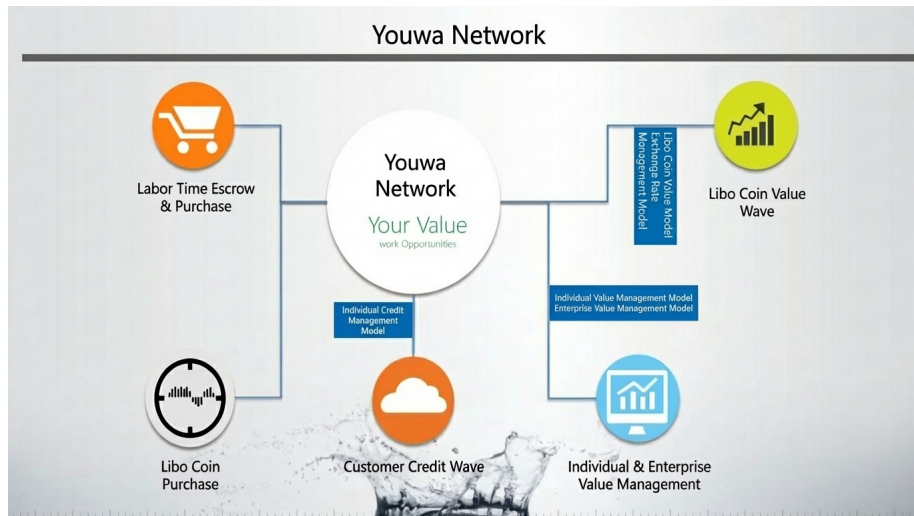 Youwa Network
Labor Time Escrow
& Purchase
Youwa
Network
Your Value
work Opportunities
Libo Coin Value Model
Exchange Rate
Management Model
Libo Coin Value
Wave
Individual Credit
Management
Model
Individual Value Management Model
Enterprise Value Management Model
Libo Coin
Purchase
Customer Credit Wave
Individual & Enterprise
Value Management